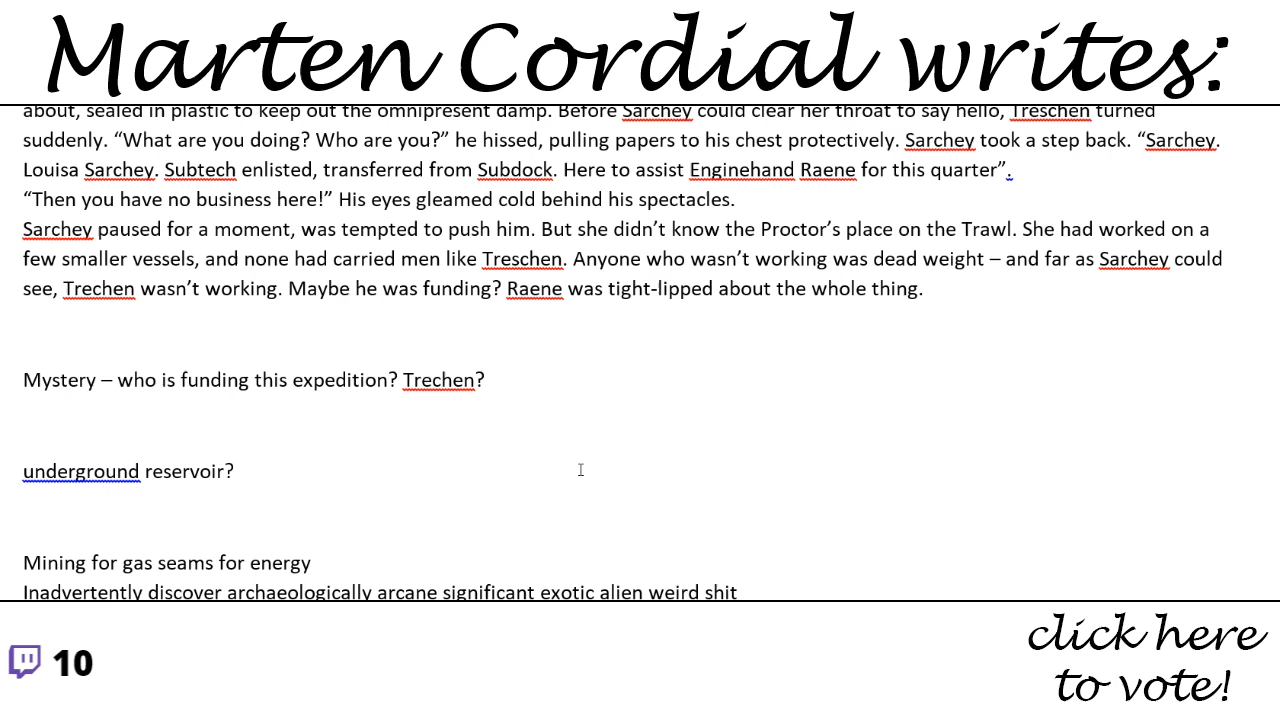 Marten Cordial writes:
about, sealed in plastic to keep out the omnipresent damp. Before Sarchey could clear her throat to say hello, Treschen turned
suddenly. “What are you doing? Who are you?” he hissed, pulling papers to his chest protectively. Sarchey took a step back. “Sarchey.
Louisa Sarchey. Subtech enlisted, transferred from Subdock. Here to assist Enginehand Raene for this quarter”.
“Then you have no business here!” His eyes gleamed cold behind his spectacles.
Sarchey paused for a moment, was tempted to push him. But she didn’t know the Proctor’s place on the Trawl. She had worked on a
few smaller vessels, and none had carried men like Treschen. Anyone who wasn’t working was dead weight – and far as Sarchey could
see, Trechen wasn’t working. Maybe he was funding? Raene was tight-lipped about the whole thing.
Mystery – who is funding this expedition? Trechen?
underground reservoir?
Mining for gas seams for energy
Inadvertently discover archaeologically arcane significant exotic alien weird shit
10
click here
to vote!